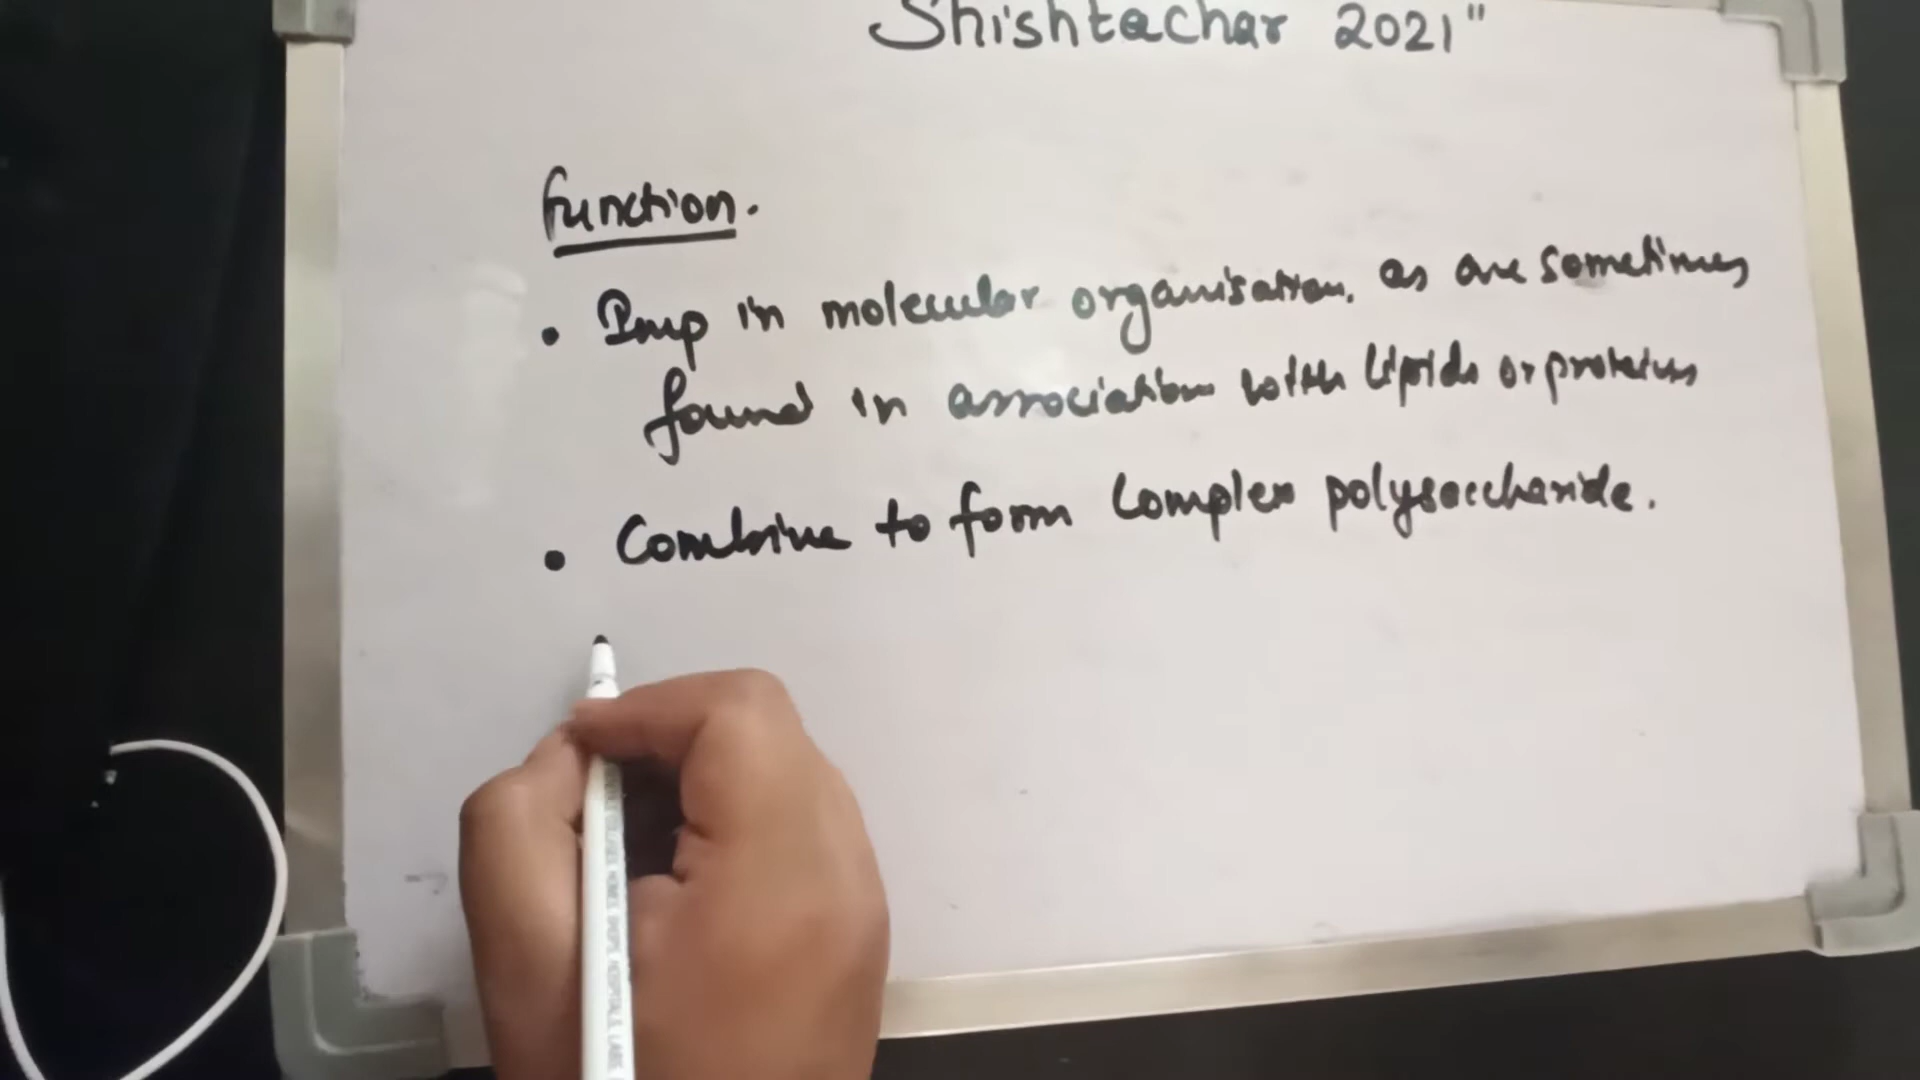 Shishtachar 2021"
function.
• Imp in molecular organisation, as are sometimes
found in association with lipids or proteins
• Combine to form Complex polysaccharide.